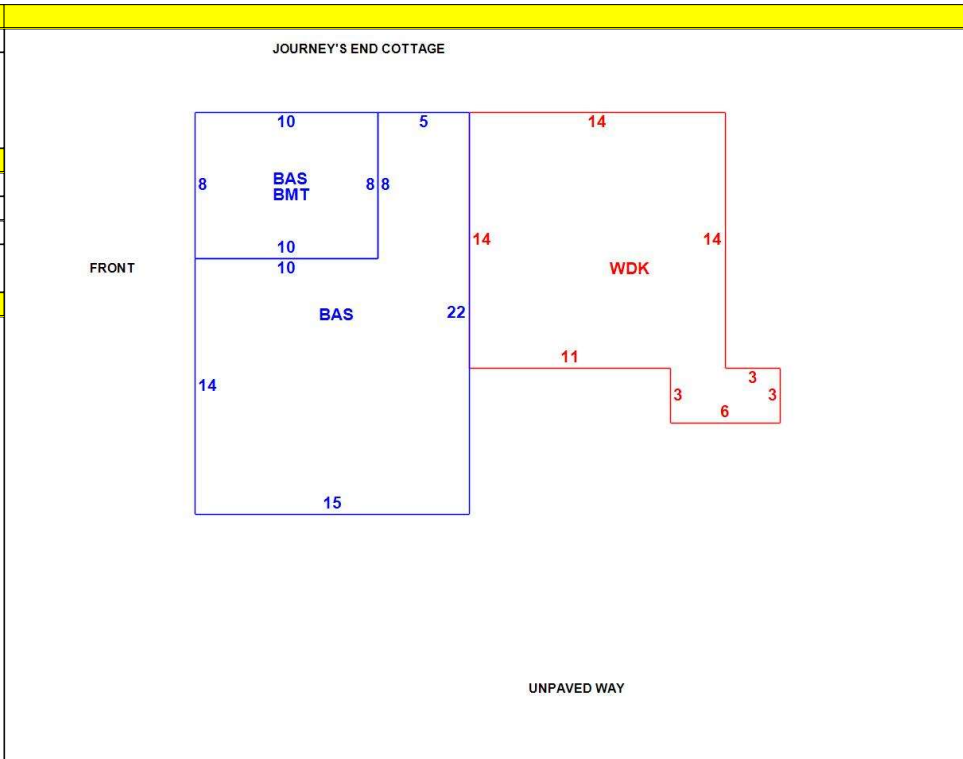 JOURNEY'S END COTTAGE
10
5
14
8
BAS
BMT
8
8
10
10
14
14
FRONT
WDK
BAS
22
11
14
3
3
3
6
15
UNPAVED WAY